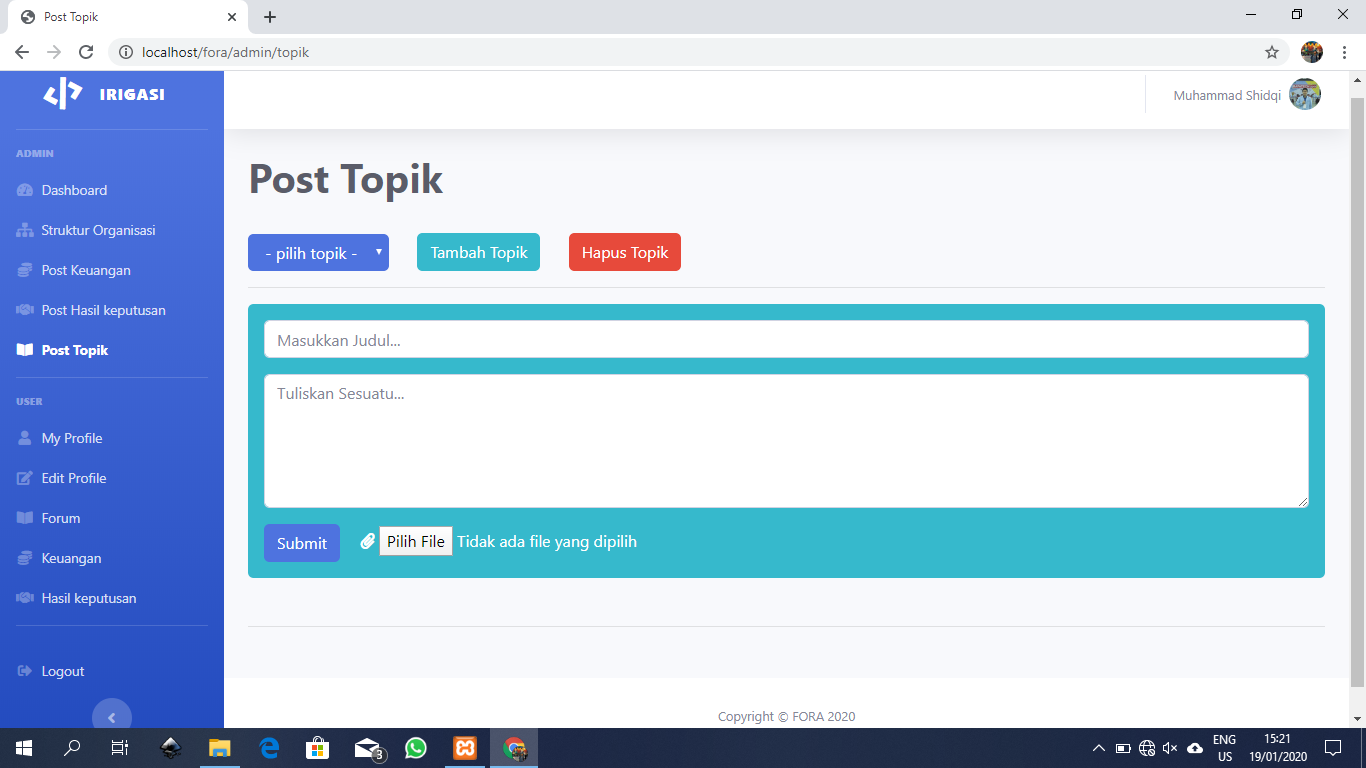 Post Topik
localhost/fora/admin/topik
IRIGASI
Muhammad Shidqi
ADMIN
Dashboard
Struktur Organisasi
Post Keuangan
Post Hasil keputusan
Post Topik
USER
My Profile
Edit Profile
Forum
Keuangan
Hasil keputusan
Logout
Post Topik
- pilih topik -
Tambah Topik
Hapus Topik
Masukkan Judul...
Tuliskan Sesuatu...
Submit
Pilih File Tidak ada file yang dipilih
Copyright © FORA 2020
3
ENG
US
15:21
19/01/2020